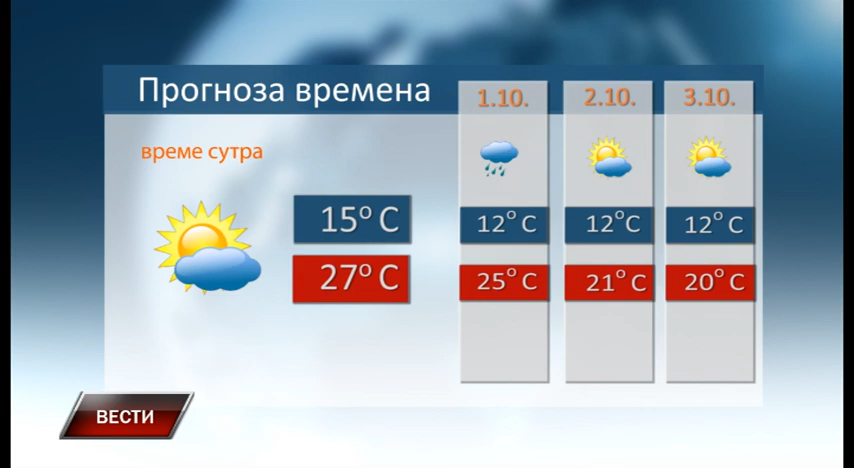 Прогноза времена
време сутра
15° C
27° C
1.10.
12° C
25° C
2.10.
12°C
21° C
3.10.
12° C
20° C
ВЕСТИ